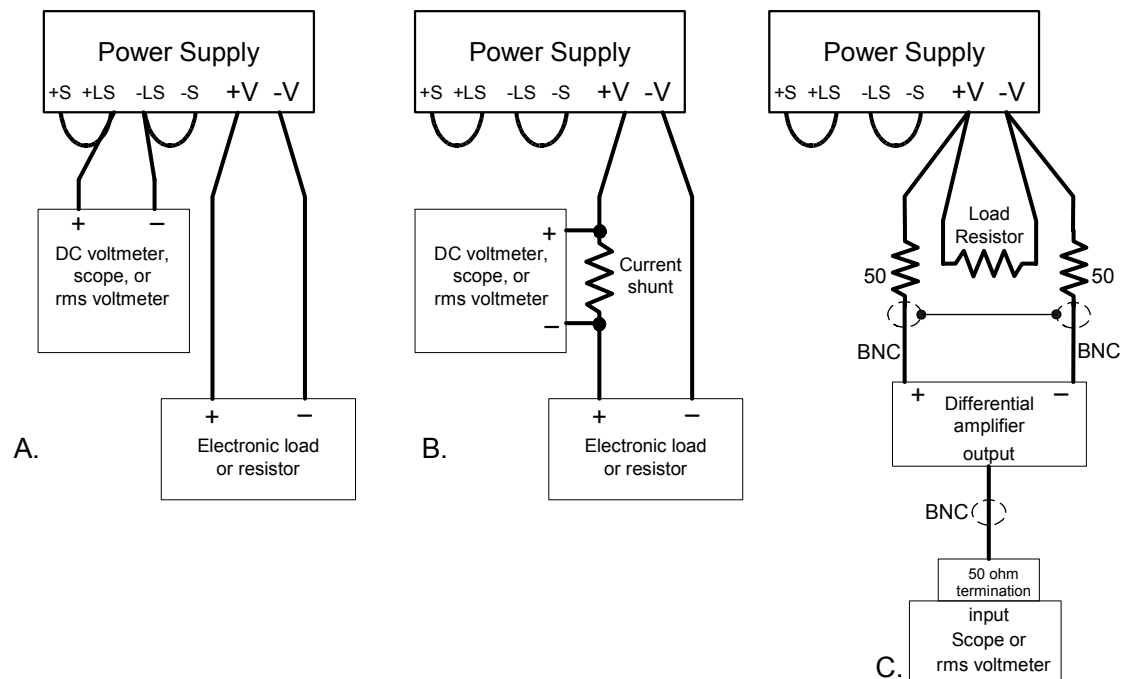 Power Supply
+S +LS -LS -S +V -V
+ −
DC voltmeter,
scope, or
rms voltmeter
+ −
Electronic load
or resistor
A.
Power Supply
+S +LS -LS -S +V -V
+
DC voltmeter,
scope, or
rms voltmeter
−
Current
shunt
+ −
Electronic load
or resistor
B.
Power Supply
+S +LS -LS -S +V -V
Load
Resistor
50 50
BNC BNC
+ −
Differential
amplifier
output
BNC
50 ohm
termination
input
Scope or
rms voltmeter
C.